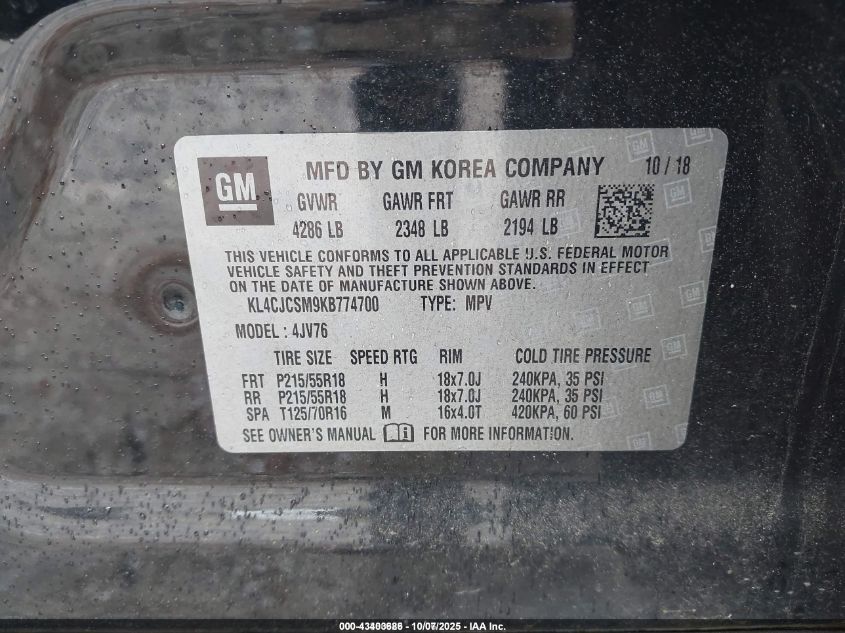 GM
MFD BY GM KOREA COMPANY 10 / 18
GVWR GAWR FRT GAWR RR
4286 LB 2348 LB 2194 LB
THIS VEHICLE CONFORMS TO ALL APPLICABLE U.S. FEDERAL MOTOR
VEHICLE SAFETY AND THEFT PREVENTION STANDARDS IN EFFECT
ON THE DATE OF MANUFACTURE SHOWN ABOVE.
KL4CJCSM9KB774700 TYPE: MPV
MODEL : 4JV76
TIRE SIZE SPEED RTG RIM COLD TIRE PRESSURE
FRT P215/55R18 H 18x7.0J 240KPA, 35 PSI
RR P215/55R18 H 18x7.0J 240KPA, 35 PSI
SPA T125/70R16 M 16x4.0T 420KPA, 60 PSI
SEE OWNER'S MANUAL FOR MORE INFORMATION.
10/07/2025 - IAA Inc.